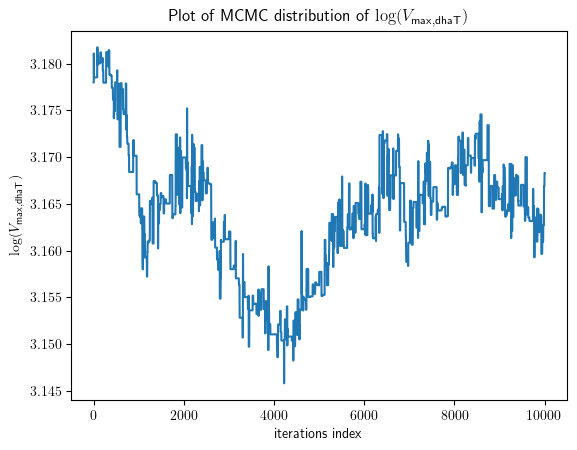 Plot of MCMC distribution of log(V_max,dhaT)
3.180
3.175
3.170
3.165
3.160
3.155
3.150
3.145
log(V_max,dhaT)
0 2000 4000 6000 8000 10000
iterations index